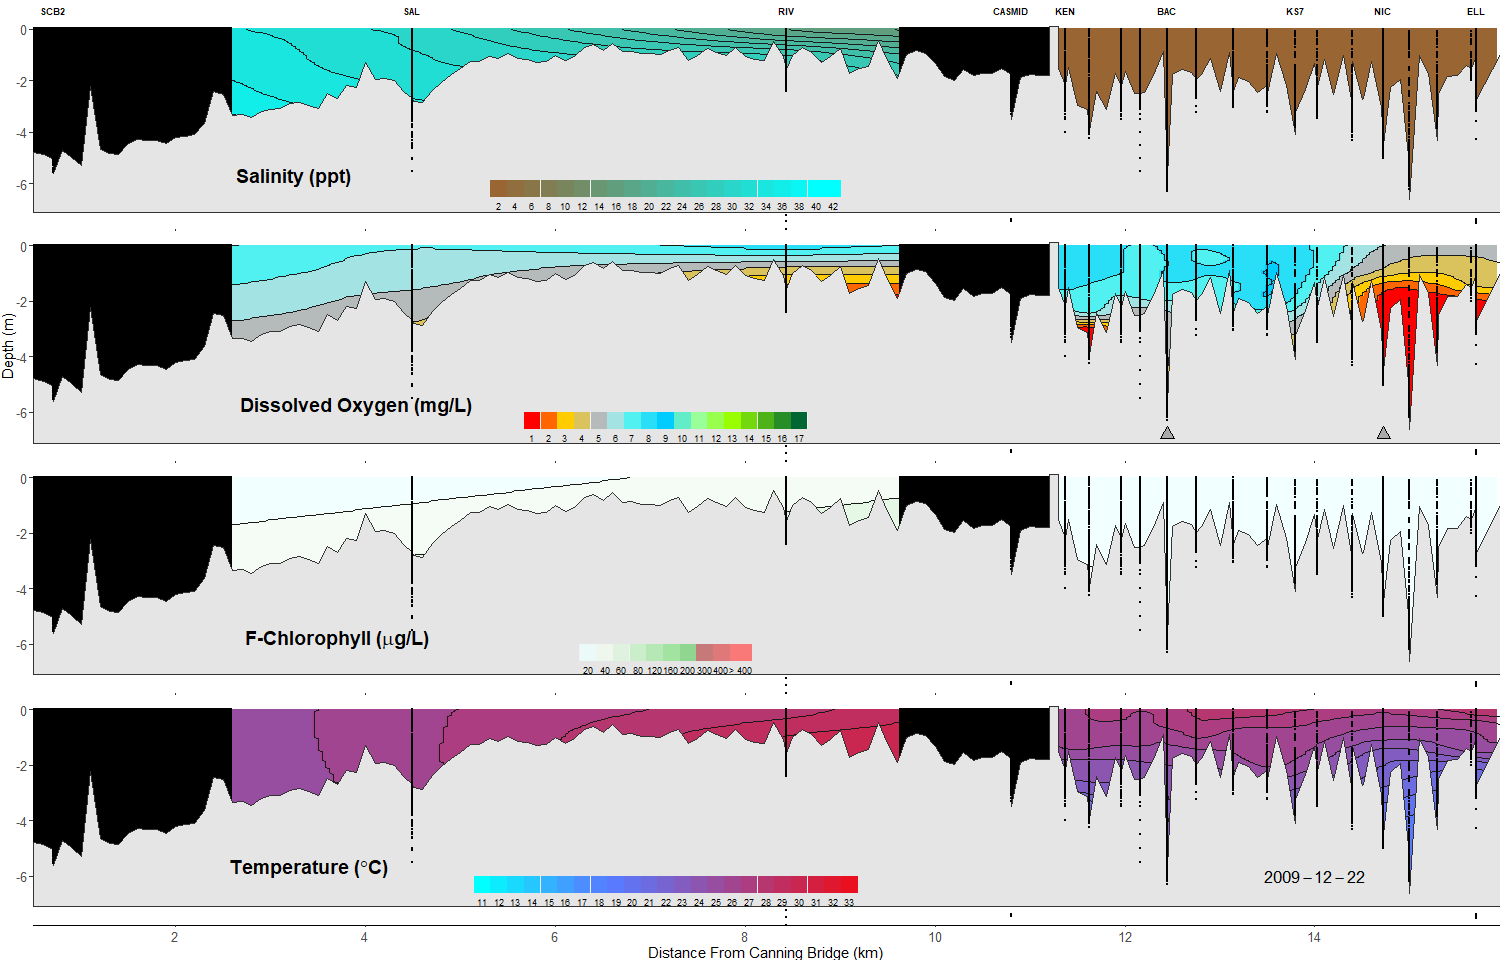 SCB2 SAL RIV CASMID KEN BAC KS7 NIC ELL
0
-2
-4
-6
Salinity (ppt)
2 4 6 8 10 12 14 16 18 20 22 24 26 28 30 32 34 36 38 40 42
0
-2
-4
-6
Depth (m)
Dissolved Oxygen (mg/L)
1 2 3 4 5 6 7 8 9 10 11 12 13 14 15 16 17
0
-2
-4
-6
F-Chlorophyll (µg/L)
20 40 60 80 120 160 200 300 400 > 400
0
-2
-4
-6
Temperature (°C)
2009 – 12 – 22
11 12 13 14 15 16 17 18 19 20 21 22 23 24 25 26 27 28 29 30 31 32 33
2 4 6 8 10 12 14
Distance From Canning Bridge (km)